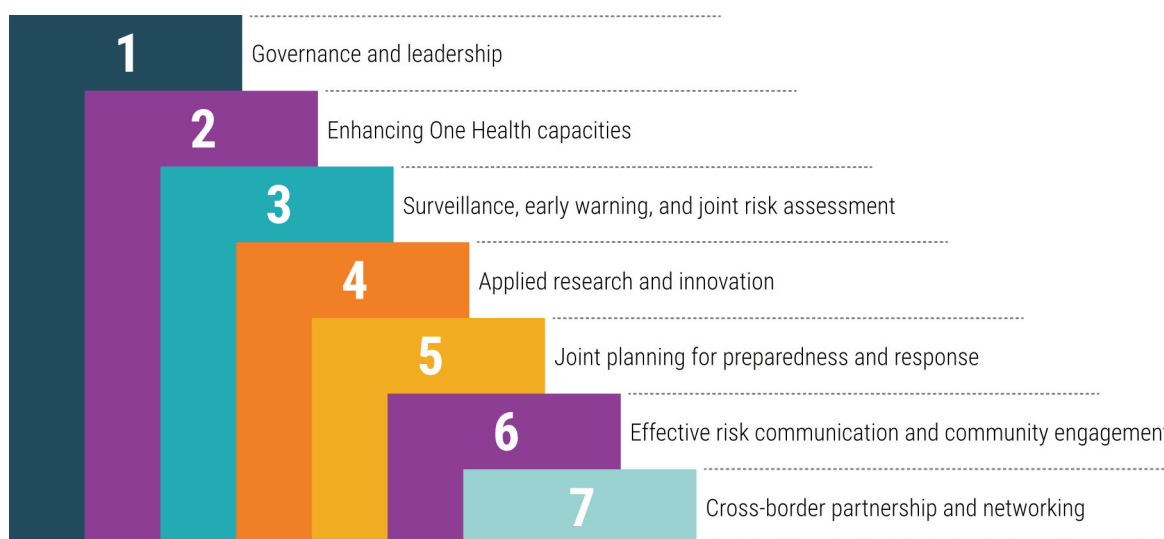 1
Governance and leadership
2
Enhancing One Health capacities
3
Surveillance, early warning, and joint risk assessment
4
Applied research and innovation
5
Joint planning for preparedness and response
6
Effective risk communication and community engagement
7
Cross-border partnership and networking